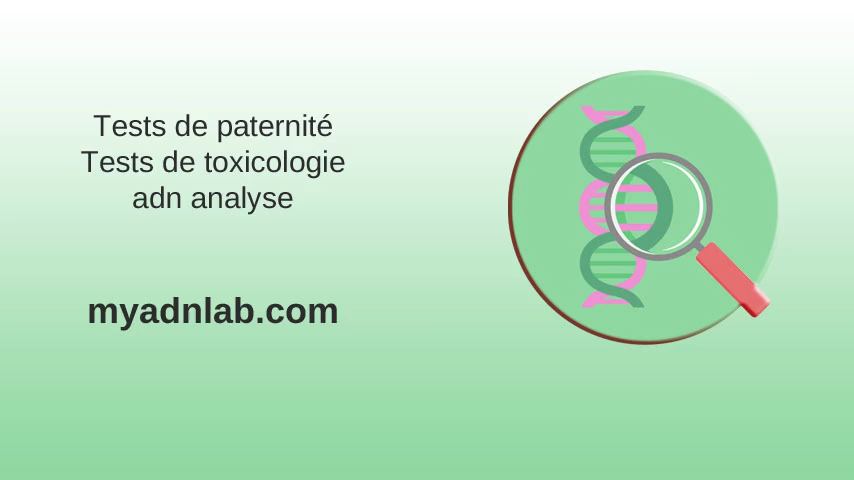 Tests de paternité
Tests de toxicologie
adn analyse
myadnlab.com